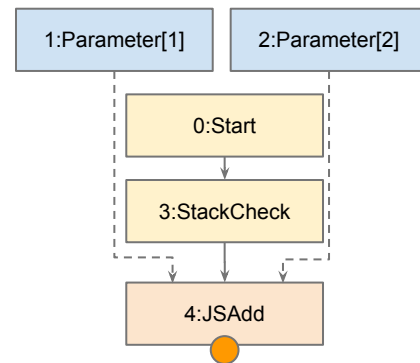 1:Parameter[1]
2:Parameter[2]
0:Start
3:StackCheck
4:JSAdd